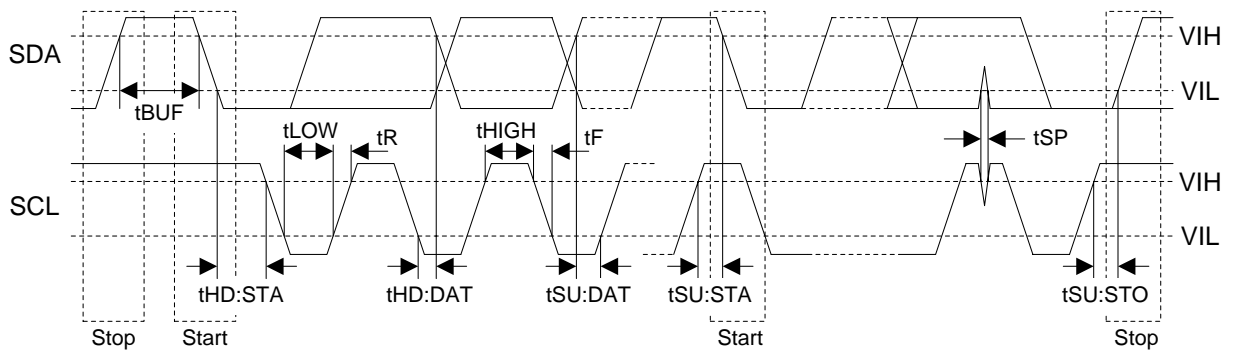 SDA
VIH
VIL
tBUF
tLOW
tR
tHIGH
tF
tSP
SCL
VIH
VIL
tHD:STA
tHD:DAT
tSU:DAT
tSU:STA
tSU:STO
Stop
Start
Start
Stop